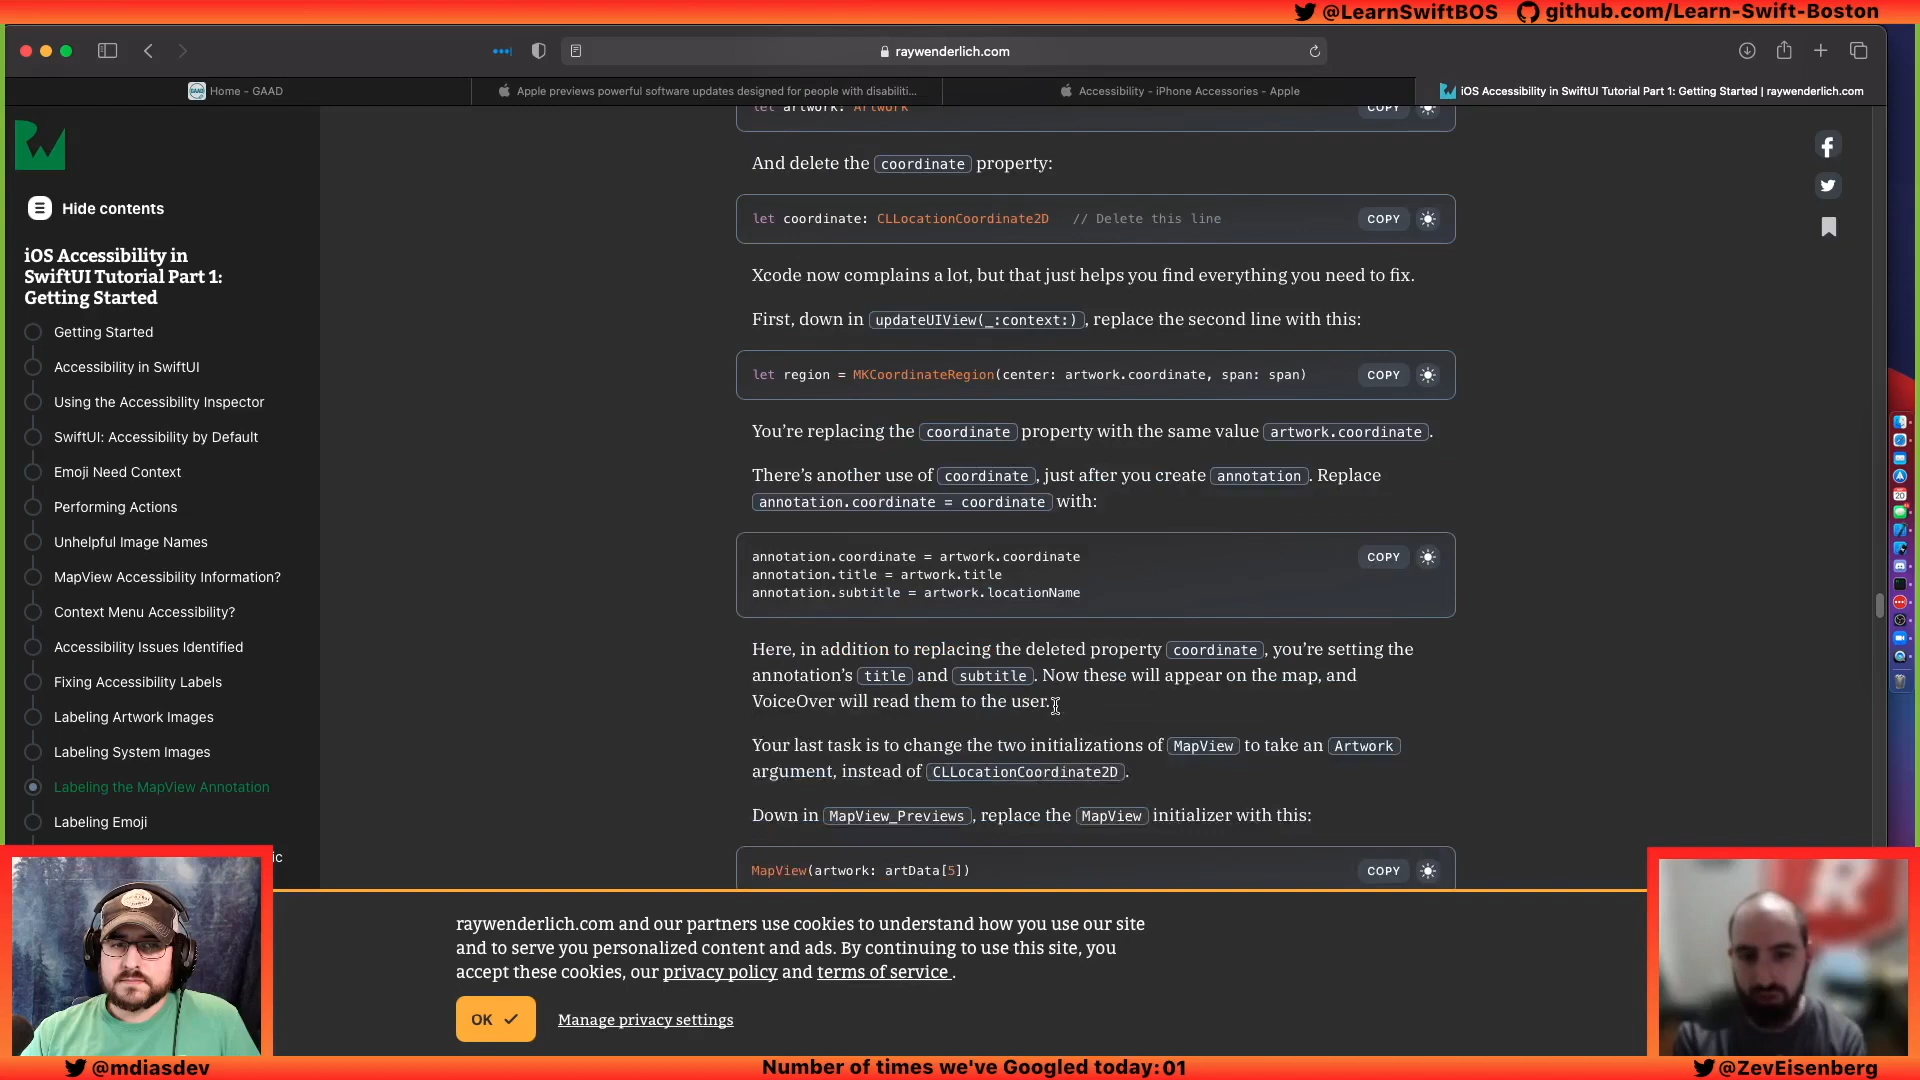 @LearnSwiftBOS github.com/Learn-Swift-Boston
raywenderlich.com
Home - GAAD
Apple previews powerful software updates designed for people with disabiliti...
Accessibility - iPhone Accessories - Apple
iOS Accessibility in SwiftUI Tutorial Part 1: Getting Started | raywenderlich.com
Hide contents
iOS Accessibility in
SwiftUI Tutorial Part 1:
Getting Started
Getting Started
Accessibility in SwiftUI
Using the Accessibility Inspector
SwiftUI: Accessibility by Default
Emoji Need Context
Performing Actions
Unhelpful Image Names
MapView Accessibility Information?
Context Menu Accessibility?
Accessibility Issues Identified
Fixing Accessibility Labels
Labeling Artwork Images
Labeling System Images
Labeling the MapView Annotation
Labeling Emoji
ic
let artwork: Artwork
COPY
And delete the coordinate property:
let coordinate: CLLocationCoordinate2D // Delete this line
COPY
Xcode now complains a lot, but that just helps you find everything you need to fix.
First, down in updateUIView(_:context:), replace the second line with this:
let region = MKCoordinateRegion(center: artwork.coordinate, span: span)
COPY
You're replacing the coordinate property with the same value artwork.coordinate.
There's another use of coordinate, just after you create annotation. Replace
annotation.coordinate = coordinate with:
annotation.coordinate = artwork.coordinate
annotation.title = artwork.title
annotation.subtitle = artwork.locationName
COPY
Here, in addition to replacing the deleted property coordinate, you're setting the
annotation's title and subtitle. Now these will appear on the map, and
VoiceOver will read them to the user.
Your last task is to change the two initializations of MapView to take an Artwork
argument, instead of CLLocationCoordinate2D.
Down in MapView_Previews, replace the MapView initializer with this:
MapView(artwork: artData[5])
COPY
raywenderlich.com and our partners use cookies to understand how you use our site
and to serve you personalized content and ads. By continuing to use this site, you
accept these cookies, our privacy policy and terms of service .
OK
Manage privacy settings
@mdiasdev
Number of times we've Googled today: 01
@ZevEisenberg